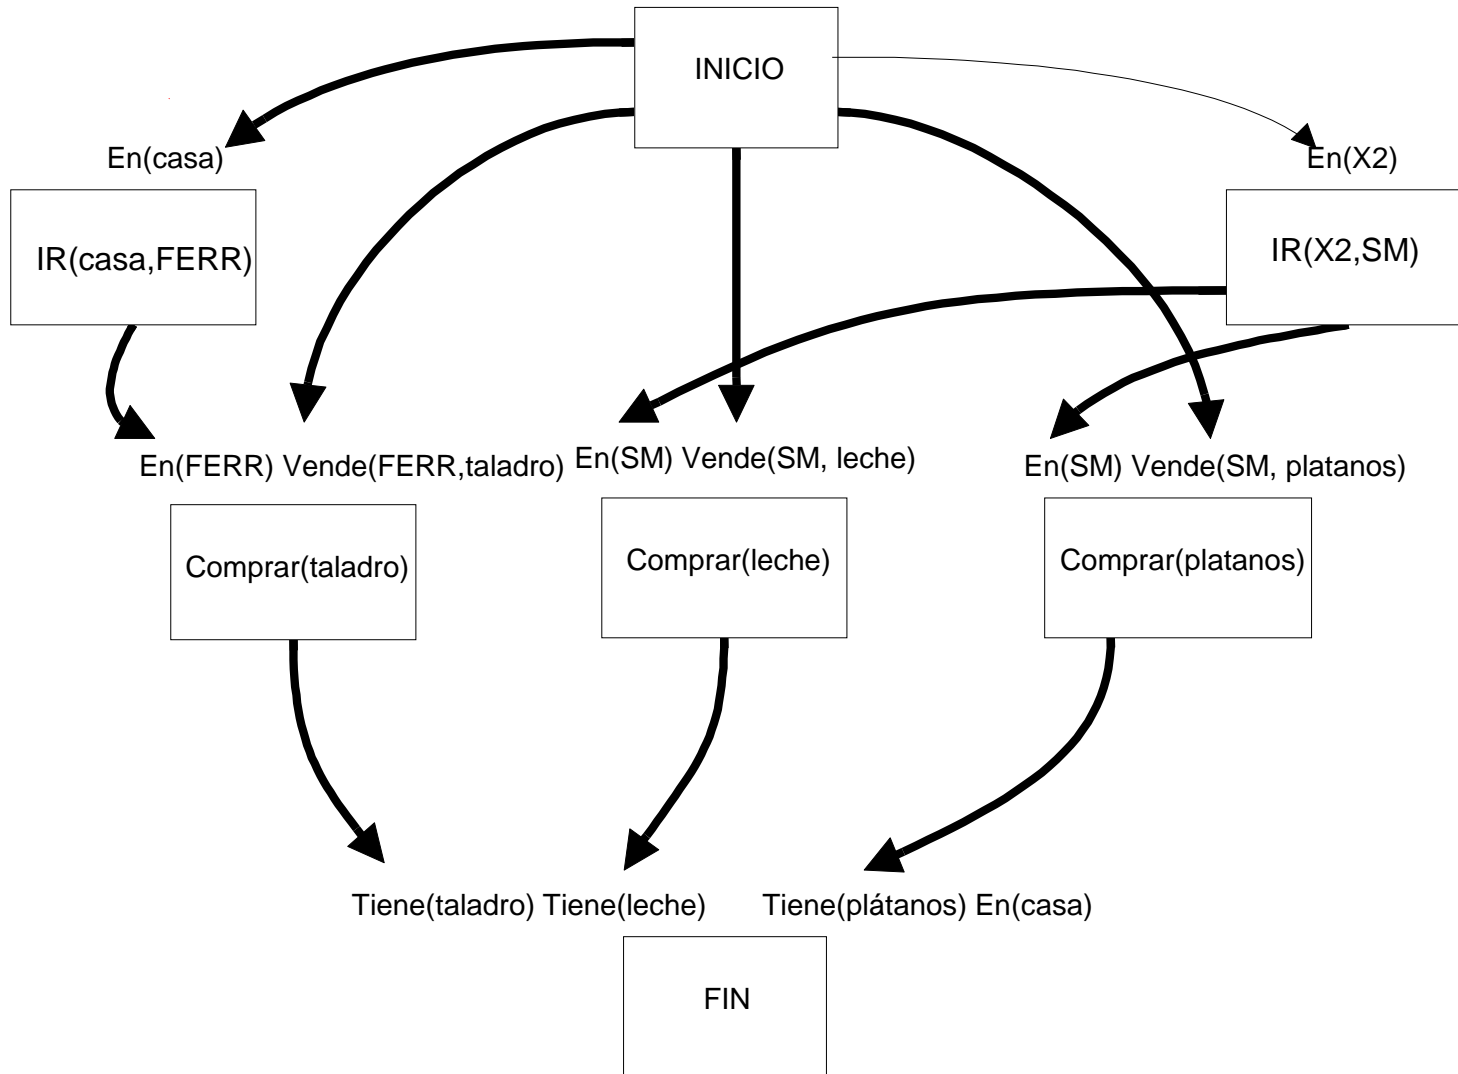 INICIO
En(casa)
En(X2)
IR(casa,FERR)
IR(X2,SM)
En(FERR) Vende(FERR,taladro)
En(SM) Vende(SM, leche)
En(SM) Vende(SM, platanos)
Comprar(taladro)
Comprar(leche)
Comprar(platanos)
Tiene(taladro) Tiene(leche)
Tiene(plátanos) En(casa)
FIN